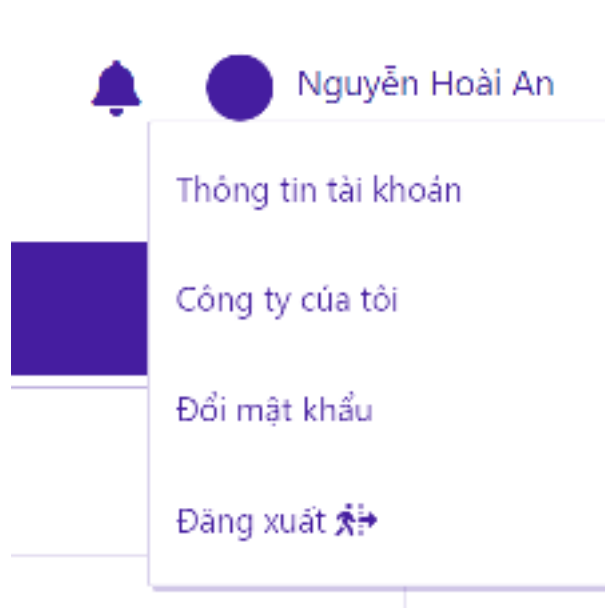 Nguyễn Hoài An
Thông tin tài khoản
Công ty của tôi
Đổi mật khẩu
Đăng xuất